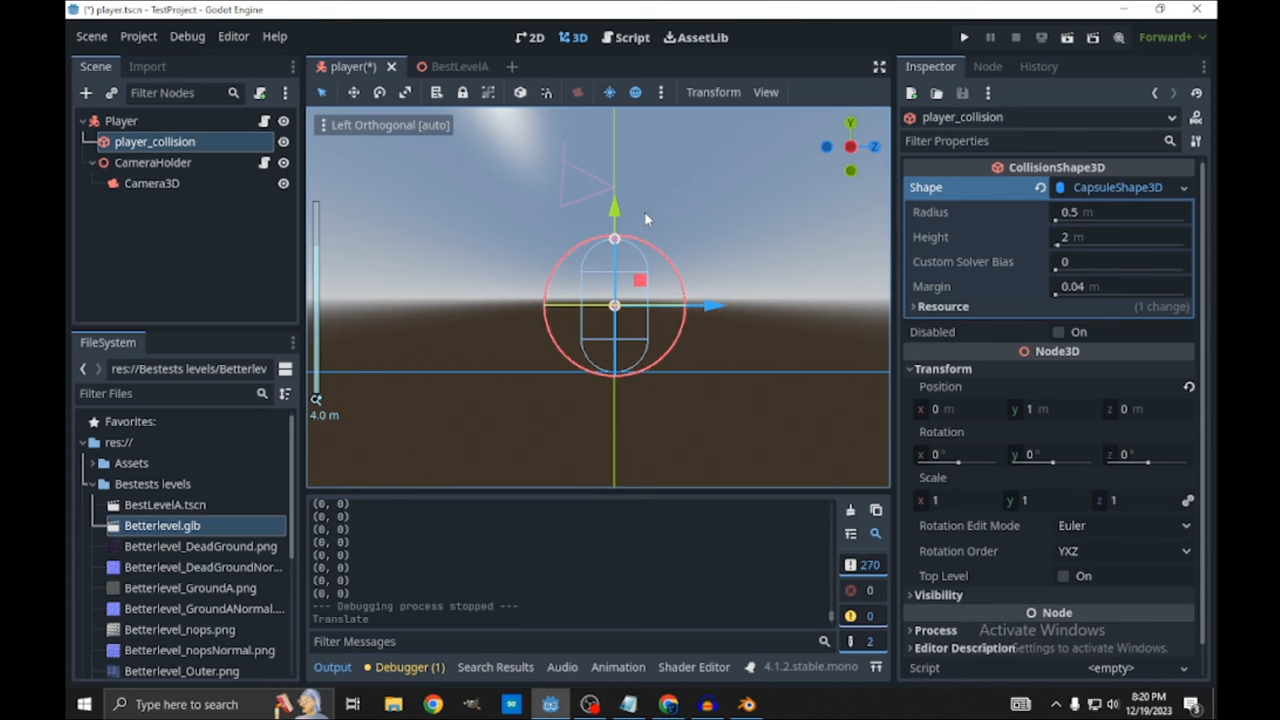 (*) player.tscn - TestProject - Godot Engine
Scene Project Debug Editor Help
2D 3D Script AssetLib
Forward+
Scene Import
player(*) BestLevelA
Inspector Node History
Filter Nodes
Transform View
Player
player_collision
CameraHolder
Camera3D
Left Orthogonal [auto]
Y
Z
4.0 m
player_collision
Filter Properties
CollisionShape3D
Shape CapsuleShape3D
Radius 0.5 m
Height 2 m
Custom Solver Bias 0
Margin 0.04 m
Resource (1 change)
Disabled On
Node3D
Transform
Position
x 0 m y 1 m z 0 m
Rotation
x 0° y 0° z 0°
Scale
x 1 y 1 z 1
Rotation Edit Mode Euler
Rotation Order YXZ
Top Level On
Visibility
Node
Process
Editor Description
Script <empty>
Activate Windows
Settings to activate Windows.
FileSystem
res://Bestests levels/Betterlev
Filter Files
Favorites:
res://
Assets
Bestests levels
BestLevelA.tscn
Betterlevel.glb
Betterlevel_DeadGround.png
Betterlevel_DeadGroundNor...
Betterlevel_GroundA.png
Betterlevel_GroundANormal....
Betterlevel_nops.png
Betterlevel_nopsNormal.png
Betterlevel_Outer.png
(0, 0)
(0, 0)
(0, 0)
(0, 0)
(0, 0)
(0, 0)
(0, 0)
(0, 0)
--- Debugging process stopped ---
Translate
270
0
0
2
Filter Messages
Output Debugger (1) Search Results Audio Animation Shader Editor 4.1.2.stable.mono
Type here to search
8:20 PM
12/19/2023
3